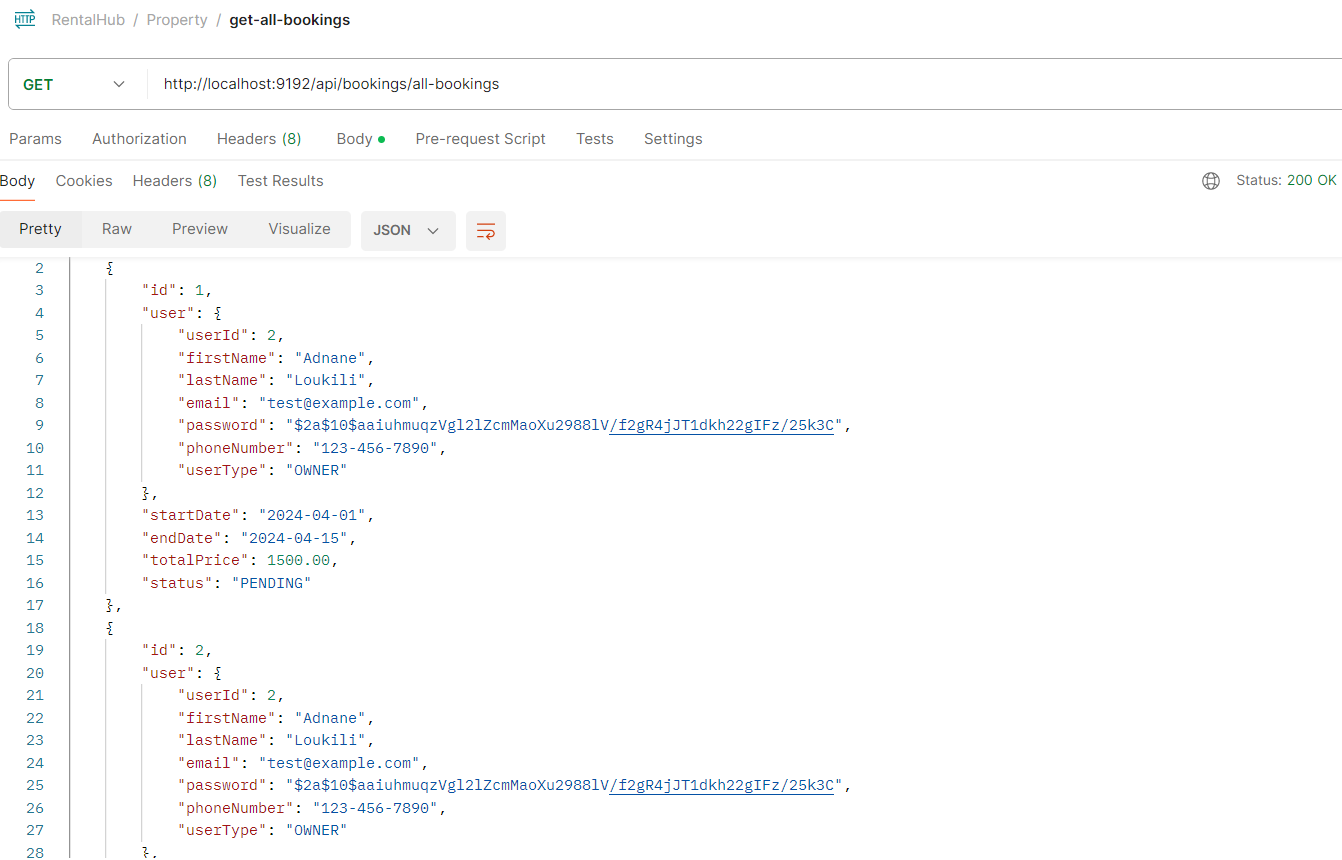 HTTP RentalHub / Property / get-all-bookings
GET http://localhost:9192/api/bookings/all-bookings
Params Authorization Headers (8) Body Pre-request Script Tests Settings
Body Cookies Headers (8) Test Results Status: 200 OK
Pretty Raw Preview Visualize JSON
2 {
3 "id": 1,
4 "user": {
5 "userId": 2,
6 "firstName": "Adnane",
7 "lastName": "Loukili",
8 "email": "test@example.com",
9 "password": "$2a$10$aaiuhmuqzVgl2lZcmMaoXu2988lV/f2gR4jJT1dkh22gIFz/25k3C",
10 "phoneNumber": "123-456-7890",
11 "userType": "OWNER"
12 },
13 "startDate": "2024-04-01",
14 "endDate": "2024-04-15",
15 "totalPrice": 1500.00,
16 "status": "PENDING"
17 },
18 {
19 "id": 2,
20 "user": {
21 "userId": 2,
22 "firstName": "Adnane",
23 "lastName": "Loukili",
24 "email": "test@example.com",
25 "password": "$2a$10$aaiuhmuqzVgl2lZcmMaoXu2988lV/f2gR4jJT1dkh22gIFz/25k3C",
26 "phoneNumber": "123-456-7890",
27 "userType": "OWNER"
28 },